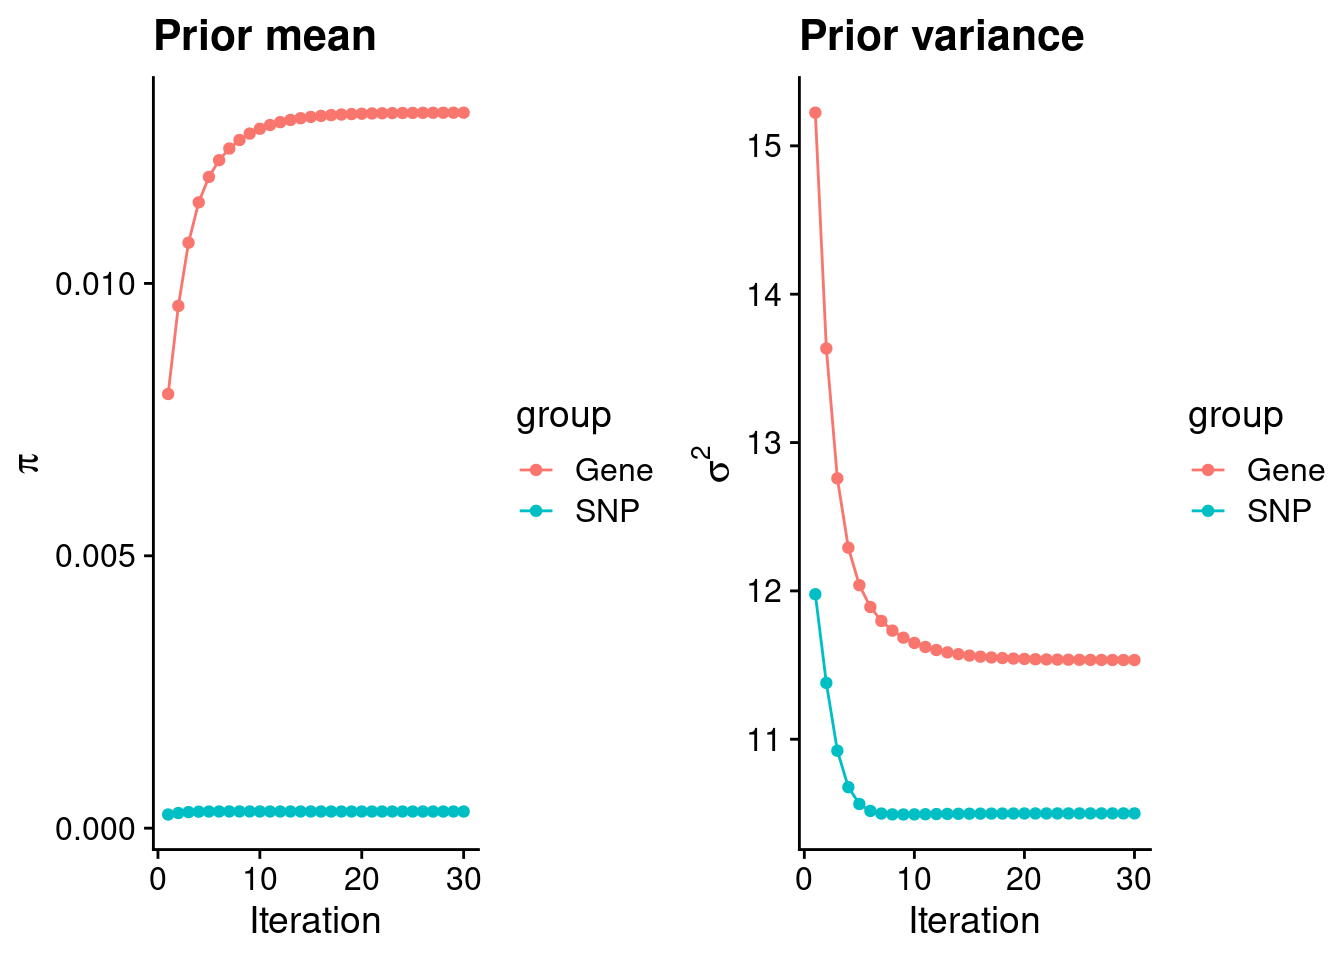 Prior mean
π
0.010
0.005
0.000
0 10 20 30
Iteration
group
Gene
SNP
Prior variance
σ²
15
14
13
12
11
0 10 20 30
Iteration
group
Gene
SNP